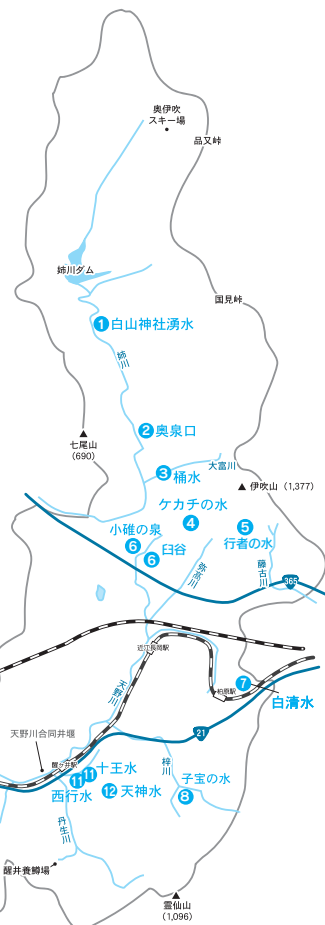 奥伊吹
スキー場
品又峠
姉川ダム
国見峠
1 白山神社湧水
姉川
2 奥泉口
七尾山
(690)
大富川
3 桶水
伊吹山 (1,377)
ケカチの水
4
5
行者の水
小碓の泉
6
6 臼谷
弥高川
藤古川
365
近江長岡駅
天野川
7
柏原駅
白清水
天野川合同井堰
21
醒ヶ井駅
梓川
十王水
11 11
西行水
12 天神水
子宝の水
8
丹生川
醒井養鱒場
霊仙山
(1,096)